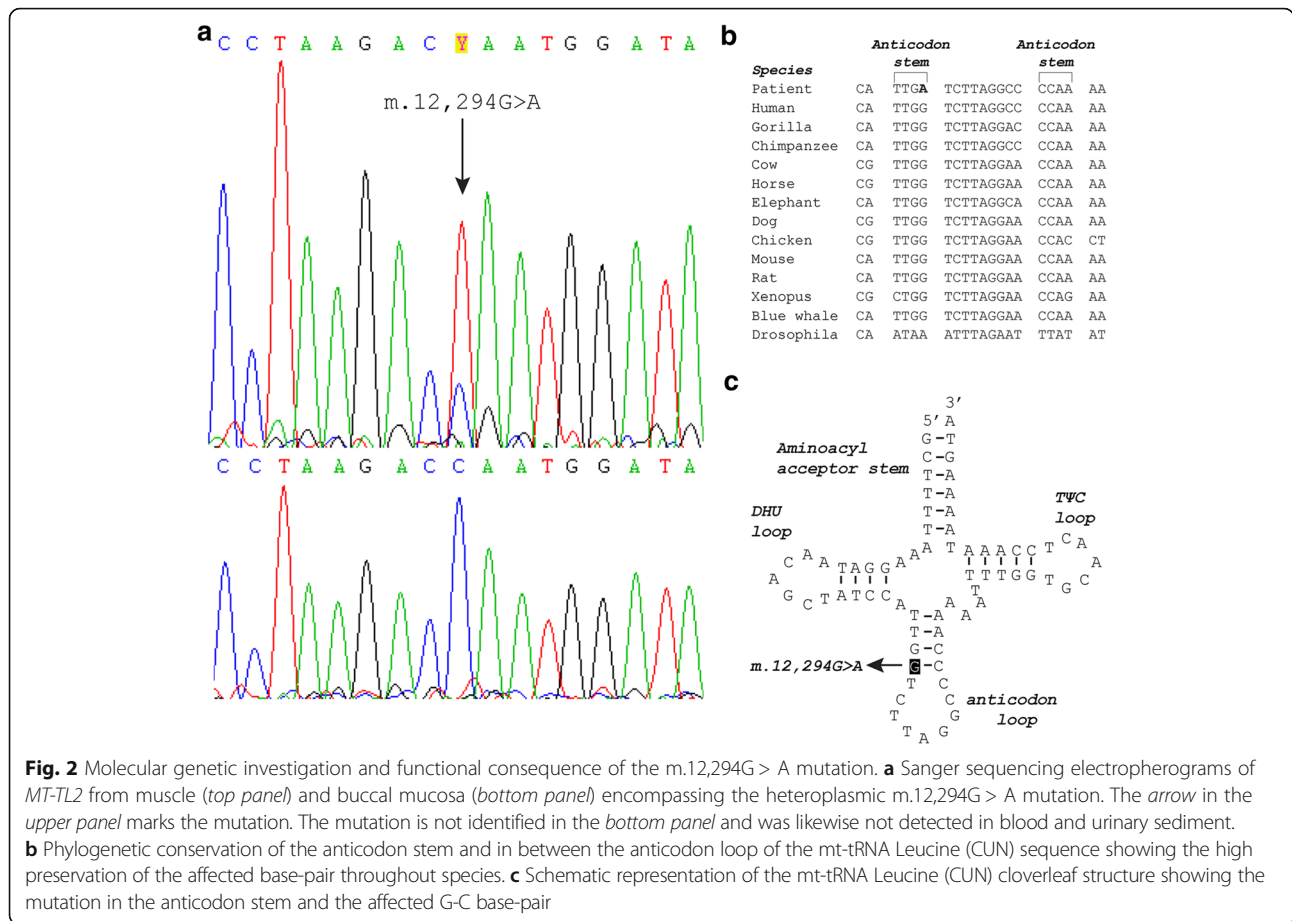 a
C C T A A G A C Y A A T G G A T A
m.12,294G>A
C C T A A G A C C A A T G G A T A
b
Anticodon stem Anticodon stem
Species
Patient CA TTGA TCTTAGGCC CCAA AA
Human CA TTGG TCTTAGGCC CCAA AA
Gorilla CA TTGG TCTTAGGAC CCAA AA
Chimpanzee CA TTGG TCTTAGGCC CCAA AA
Cow CG TTGG TCTTAGGAA CCAA AA
Horse CG TTGG TCTTAGGAA CCAA AA
Elephant CA TTGG TCTTAGGCA CCAA AA
Dog CG TTGG TCTTAGGAA CCAA AA
Chicken CG TTGG TCTTAGGAA CCAC CT
Mouse CA TTGG TCTTAGGAA CCAA AA
Rat CA TTGG TCTTAGGAA CCAA AA
Xenopus CG CTGG TCTTAGGAA CCAG AA
Blue whale CA TTGG TCTTAGGAA CCAA AA
Drosophila CA ATAA ATTTAGAAT TTAT AT
c
3'
5' A
G T
C-G
T-A
T-A
T-A
T-A
Aminoacyl
acceptor stem
DHU
loop
TΨC
loop
A C A A T A G G A A A T A A A C C T C A A
A G C T C C T A T C C A T T T G G T G C
A A T
T-A
T-A
G-C
m.12,294G>A G-C
T C
C C
T G
T A G
anticodon
loop
Fig. 2 Molecular genetic investigation and functional consequence of the m.12,294G > A mutation. a Sanger sequencing electropherograms of
MT-TL2 from muscle (top panel) and buccal mucosa (bottom panel) encompassing the heteroplasmic m.12,294G > A mutation. The arrow in the
upper panel marks the mutation. The mutation is not identified in the bottom panel and was likewise not detected in blood and urinary sediment.
b Phylogenetic conservation of the anticodon stem and in between the anticodon loop of the mt-tRNA Leucine (CUN) sequence showing the high
preservation of the affected base-pair throughout species. c Schematic representation of the mt-tRNA Leucine (CUN) cloverleaf structure showing the
mutation in the anticodon stem and the affected G-C base-pair